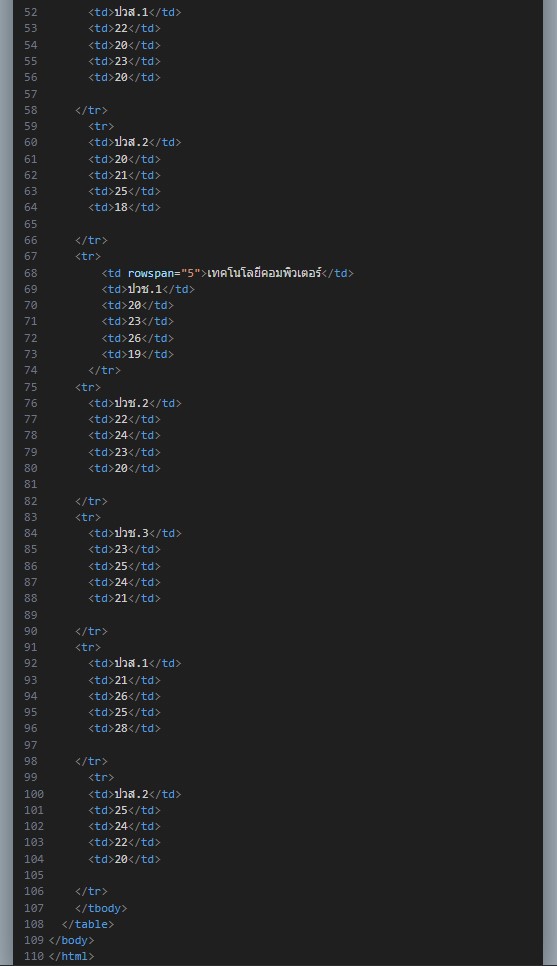 52 <td>ปวส.1</td>
53 <td>22</td>
54 <td>20</td>
55 <td>23</td>
56 <td>20</td>
57
58 </tr>
59 <tr>
60 <td>ปวส.2</td>
61 <td>20</td>
62 <td>21</td>
63 <td>25</td>
64 <td>18</td>
65
66 </tr>
67 <tr>
68 <td rowspan="5">เทคโนโลยีคอมพิวเตอร์</td>
69 <td>ปวช.1</td>
70 <td>20</td>
71 <td>23</td>
72 <td>26</td>
73 <td>19</td>
74 </tr>
75 <tr>
76 <td>ปวช.2</td>
77 <td>22</td>
78 <td>24</td>
79 <td>23</td>
80 <td>20</td>
81
82 </tr>
83 <tr>
84 <td>ปวช.3</td>
85 <td>23</td>
86 <td>25</td>
87 <td>24</td>
88 <td>21</td>
89
90 </tr>
91 <tr>
92 <td>ปวส.1</td>
93 <td>21</td>
94 <td>26</td>
95 <td>25</td>
96 <td>28</td>
97
98 </tr>
99 <tr>
100 <td>ปวส.2</td>
101 <td>25</td>
102 <td>24</td>
103 <td>22</td>
104 <td>20</td>
105
106 </tr>
107 </tbody>
108 </table>
109 </body>
110 </html>